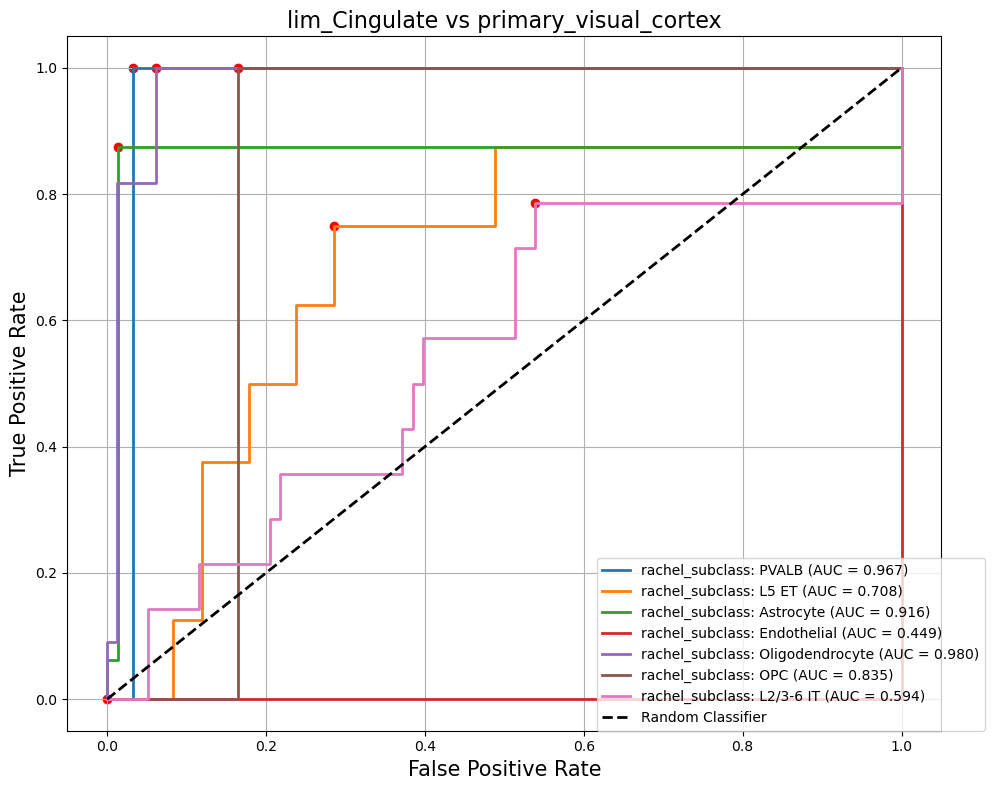 lim_Cingulate vs primary_visual_cortex
1.0
0.8
0.6
0.4
0.2
0.0
True Positive Rate
rachel_subclass: PVALB (AUC = 0.967)
rachel_subclass: L5 ET (AUC = 0.708)
rachel_subclass: Astrocyte (AUC = 0.916)
rachel_subclass: Endothelial (AUC = 0.449)
rachel_subclass: Oligodendrocyte (AUC = 0.980)
rachel_subclass: OPC (AUC = 0.835)
rachel_subclass: L2/3-6 IT (AUC = 0.594)
Random Classifier
0.0 0.2 0.4 0.6 0.8 1.0
False Positive Rate